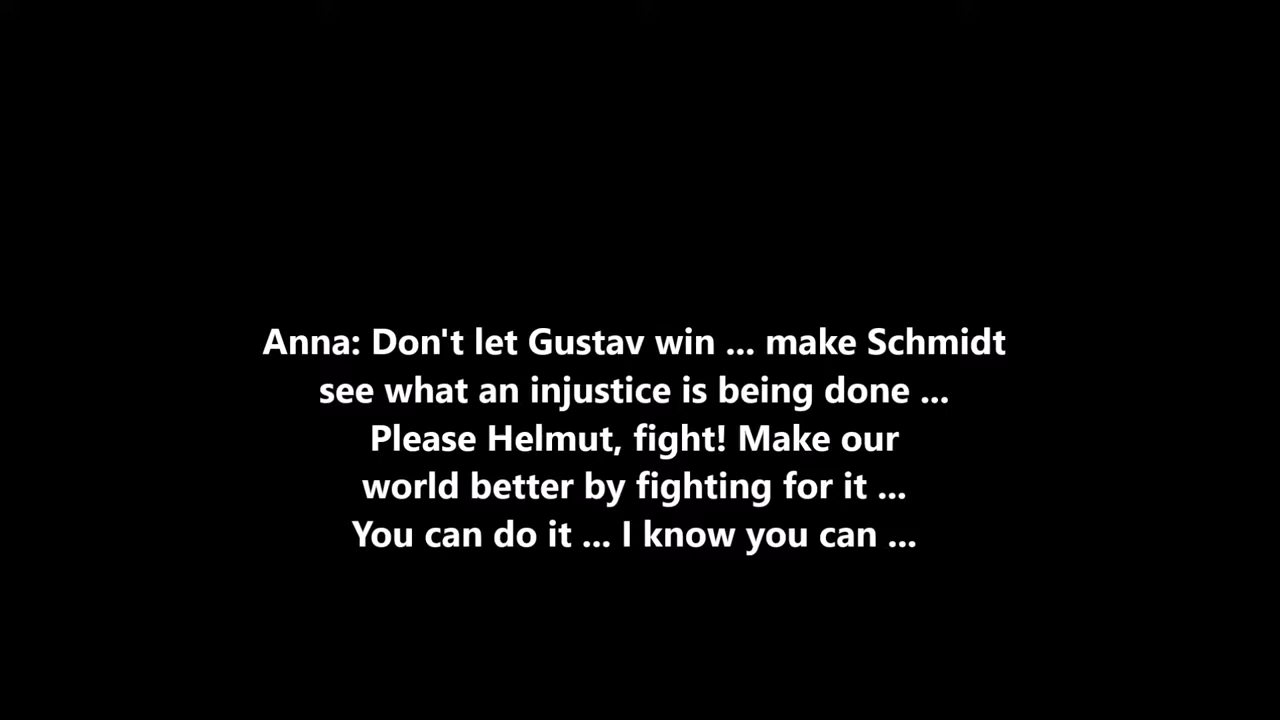 Anna: Don't let Gustav win ... make Schmidt
see what an injustice is being done ...
Please Helmut, fight! Make our
world better by fighting for it ...
You can do it ... I know you can ...